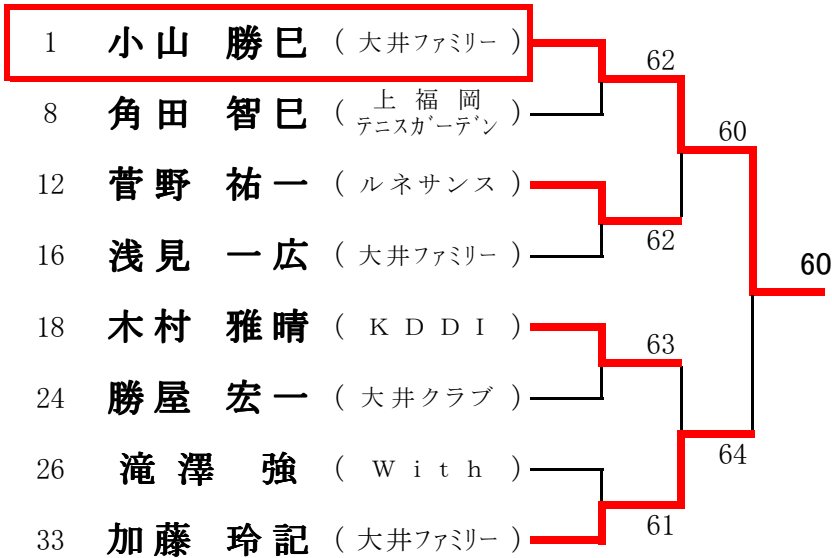 1 小山 勝巳 ( 大井ファミリー )
62
8 角田 智巳 ( 上福岡テニスガーデン )
60
12 菅野 祐一 ( ルネサンス )
62
16 浅見 一広 ( 大井ファミリー )
60
18 木村 雅晴 ( KDDI )
63
24 勝屋 宏一 ( 大井クラブ )
64
26 滝澤 強 ( With )
61
33 加藤 玲記 ( 大井ファミリー )